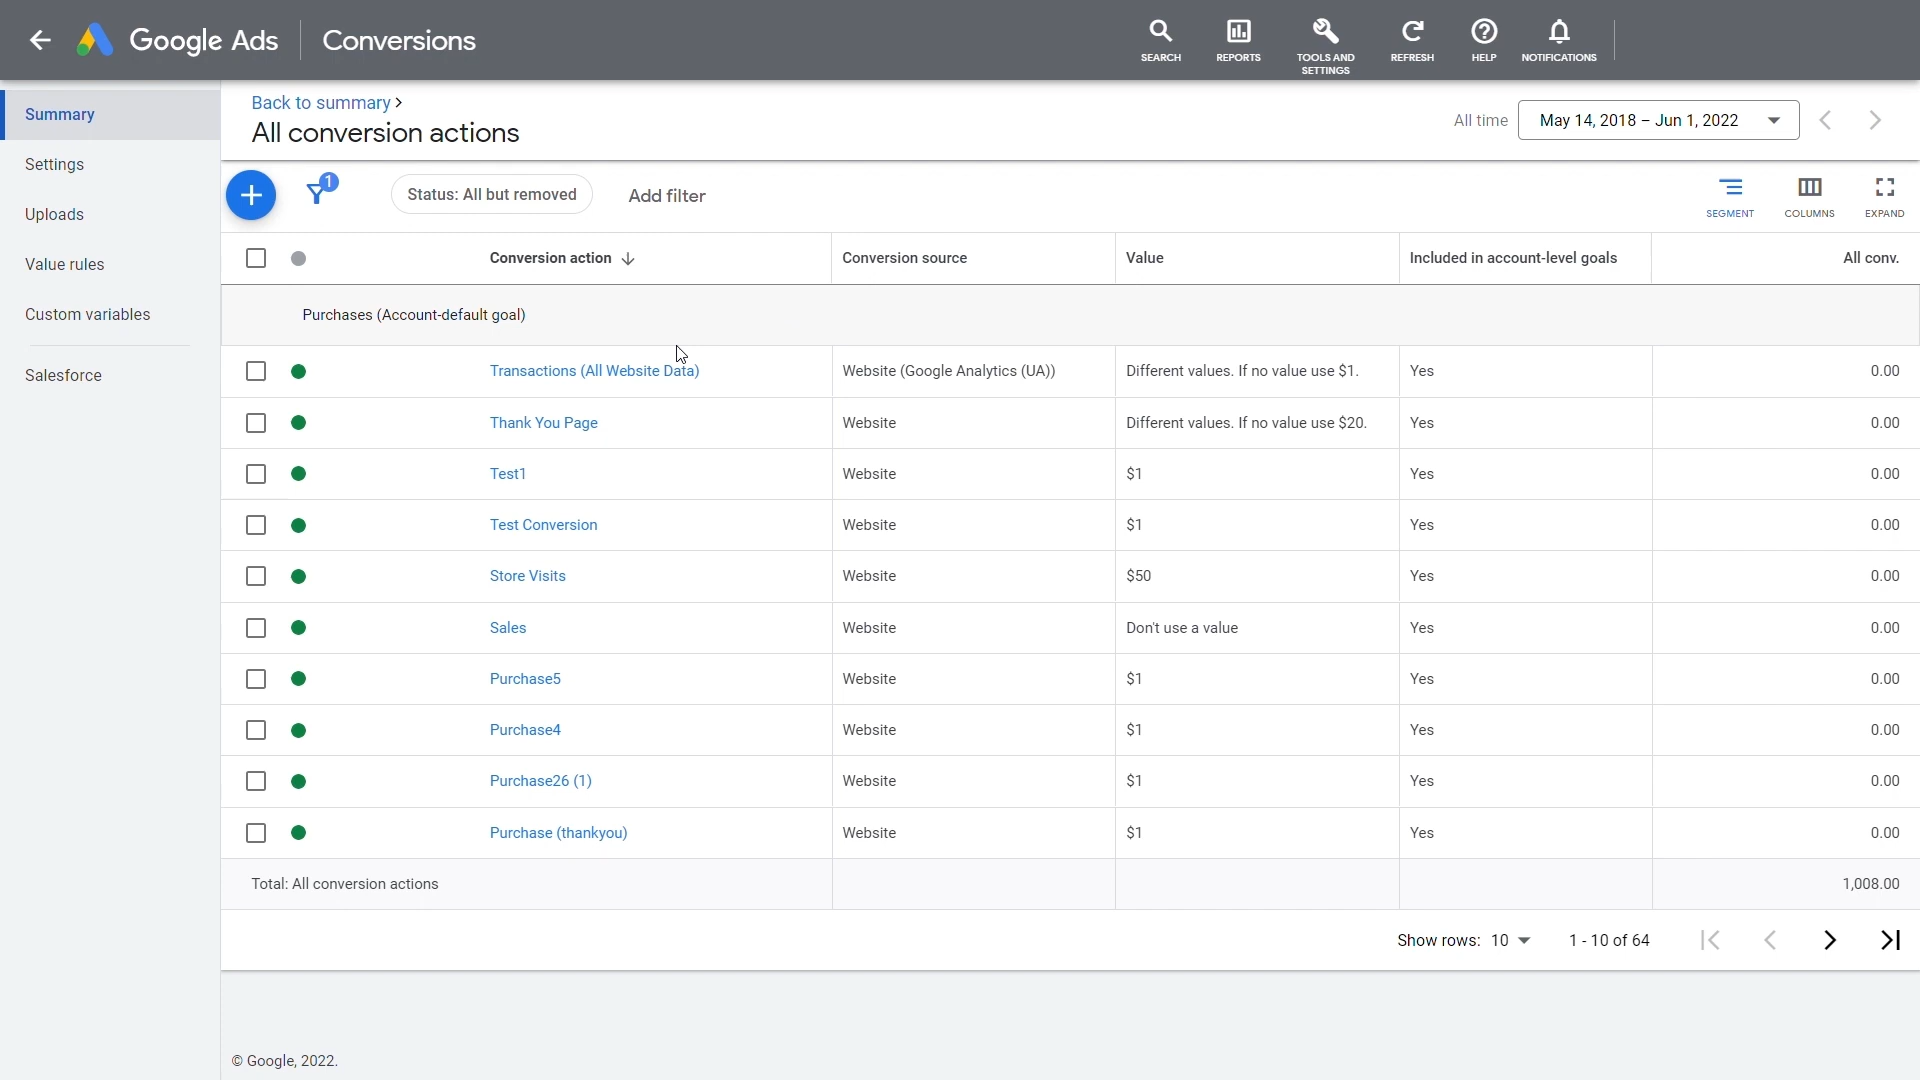 Google Ads
Conversions
SEARCH
REPORTS
TOOLS AND
SETTINGS
REFRESH
HELP
NOTIFICATIONS
Summary
Settings
Uploads
Value rules
Custom variables
Salesforce
Back to summary
All conversion actions
All time
May 14, 2018 – Jun 1, 2022
1
Status: All but removed
Add filter
SEGMENT
COLUMNS
EXPAND
Conversion action Conversion source Value Included in account-level goals All conv.
Purchases (Account-default goal)
Transactions (All Website Data) Website (Google Analytics (UA)) Different values. If no value use $1. Yes 0.00
Thank You Page Website Different values. If no value use $20. Yes 0.00
Test1 Website $1 Yes 0.00
Test Conversion Website $1 Yes 0.00
Store Visits Website $50 Yes 0.00
Sales Website Don't use a value Yes 0.00
Purchase5 Website $1 Yes 0.00
Purchase4 Website $1 Yes 0.00
Purchase26 (1) Website $1 Yes 0.00
Purchase (thankyou) Website $1 Yes 0.00
Total: All conversion actions 1,008.00
Show rows: 10 1 - 10 of 64
© Google, 2022.